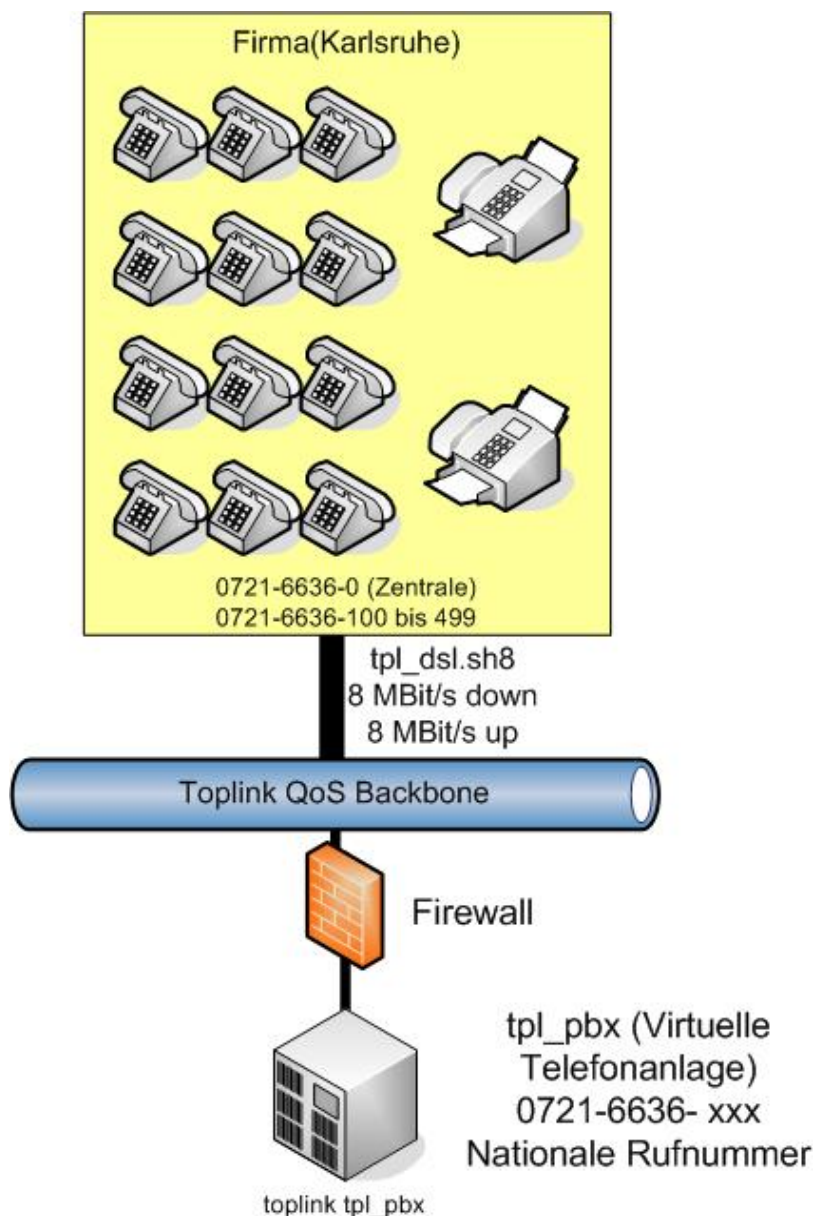 Firma(Karlsruhe)
0721-6636-0 (Zentrale)
0721-6636-100 bis 499
tpl_dsl.sh8
8 MBit/s down
8 MBit/s up
Toplink QoS Backbone
Firewall
tpl_pbx (Virtuelle
Telefonanlage)
0721-6636- xxx
Nationale Rufnummer
toplink tpl_pbx